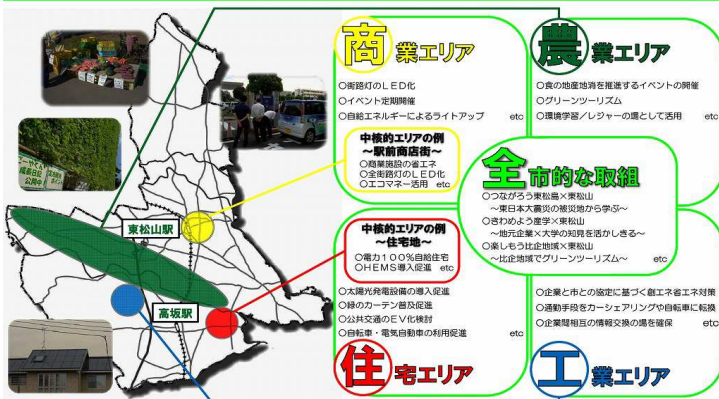 商業エリア
○街路灯のLED化
○イベント定期開催
○自給エネルギーによるライトアップ etc
農業エリア
○食の地産地消を推進するイベントの開催
○グリーンツーリズム
○環境学習/レジャーの場として活用 etc
中核的エリアの例
~駅前商店街~
○商業施設の省エネ
○全街路灯のLED化
○エコマネー活用 etc
全市的な取組
○つながろう東松島×東松山
~東日本大震災の被災地から学ぶ~
○きわめよう産学×東松山
~地元企業×大学の知見を活かしきる~
○楽しもう比企地域×東松山
~比企地域でグリーンツーリズム~ etc
東松山駅
高坂駅
中核的エリアの例
~住宅地~
○電力100%自給住宅
○HEMS導入促進 etc
○太陽光発電設備の導入促進
○緑のカーテン普及促進
○公共交通のEV化検討
○自転車・電気自動車の利用促進 etc
住宅エリア
○企業と市との協定に基づく創エネ省エネ対策
○通勤手段をカーシェアリングや自転車に転換
○企業間相互の情報交換の場を確保 etc
工業エリア